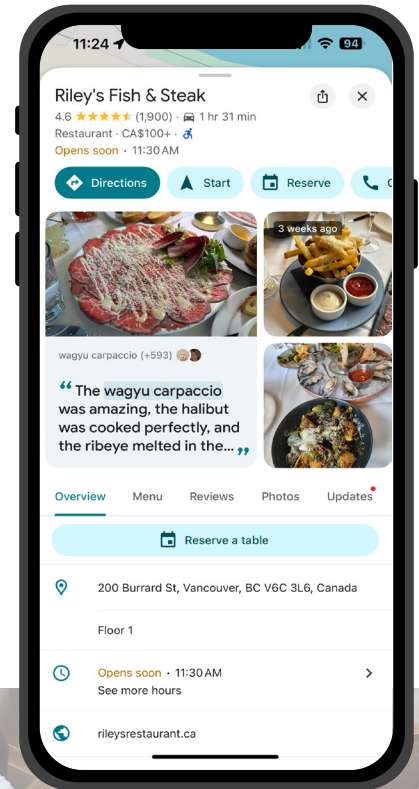 11:24
94
Riley's Fish & Steak
4.6 (1,900) · 1 hr 31 min
Restaurant · CA$100+ ·
Opens soon · 11:30 AM
Directions
Start
Reserve
3 weeks ago
wagyu carpaccio (+593)
“ The wagyu carpaccio
was amazing, the halibut
was cooked perfectly, and
the ribeye melted in the... ”
Overview Menu Reviews Photos Updates
Reserve a table
200 Burrard St, Vancouver, BC V6C 3L6, Canada
Floor 1
Opens soon · 11:30 AM
See more hours
rileysrestaurant.ca